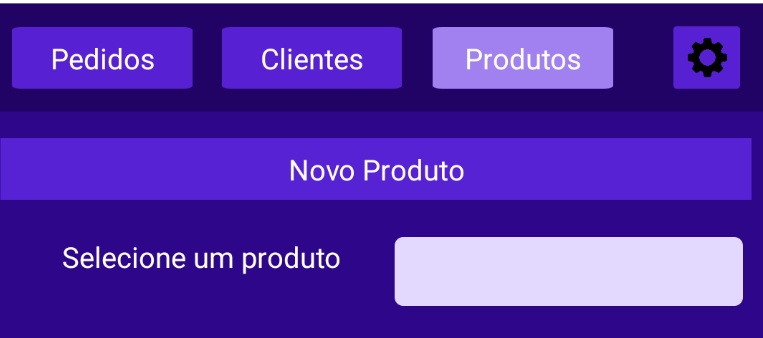 Pedidos Clientes Produtos
Novo Produto
Selecione um produto